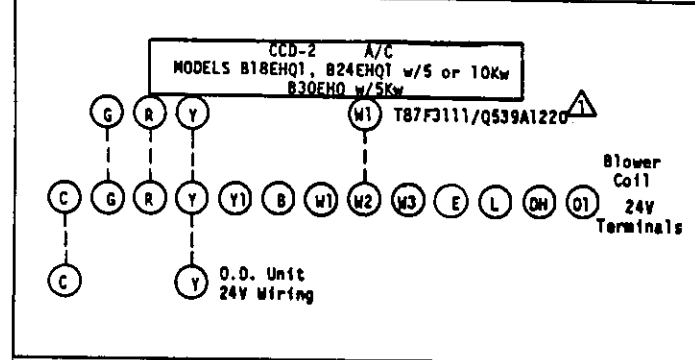 CCD-2 A/C
MODELS B18EHQ1, B24EHQ1 w/5 or 10Kw
B30EHQ w/5Kw
G R Y W1 T87F3111/Q539A1220 1
Blower
Coil
C G R Y Y1 B W1 W2 W3 E L DH O1
24V
Terminals
C Y O.D. Unit
24V Wiring